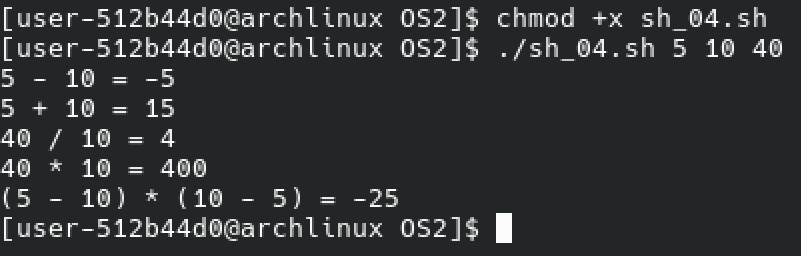 [user-512b44d0@archlinux OS2]$ chmod +x sh_04.sh
[user-512b44d0@archlinux OS2]$ ./sh_04.sh 5 10 40
5 - 10 = -5
5 + 10 = 15
40 / 10 = 4
40 * 10 = 400
(5 - 10) * (10 - 5) = -25
[user-512b44d0@archlinux OS2]$